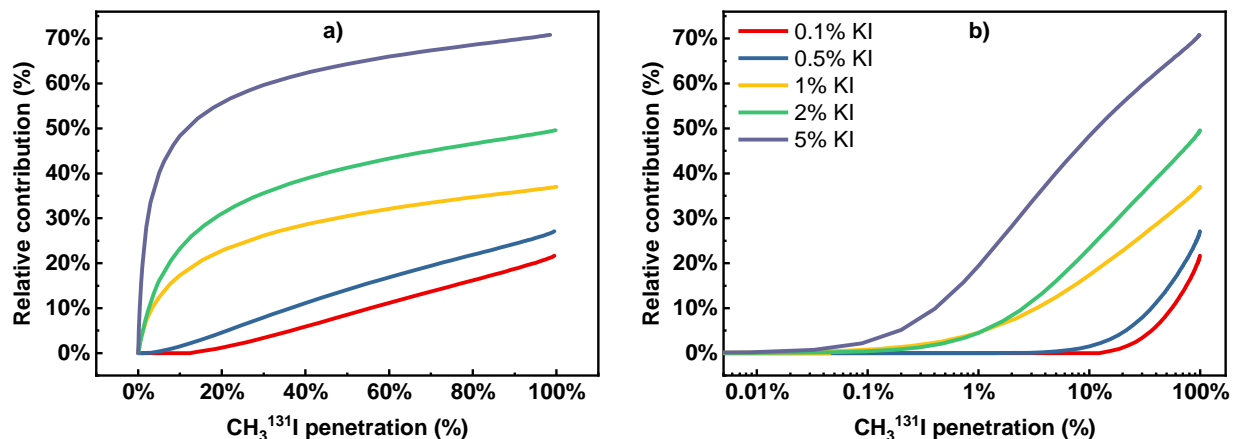 a)
Relative contribution (%)
70%
60%
50%
40%
30%
20%
10%
0%
0% 20% 40% 60% 80% 100%
CH₃¹³¹I penetration (%)
b)
0.1% KI
0.5% KI
1% KI
2% KI
5% KI
Relative contribution (%)
70%
60%
50%
40%
30%
20%
10%
0%
0.01% 0.1% 1% 10% 100%
CH₃¹³¹I penetration (%)